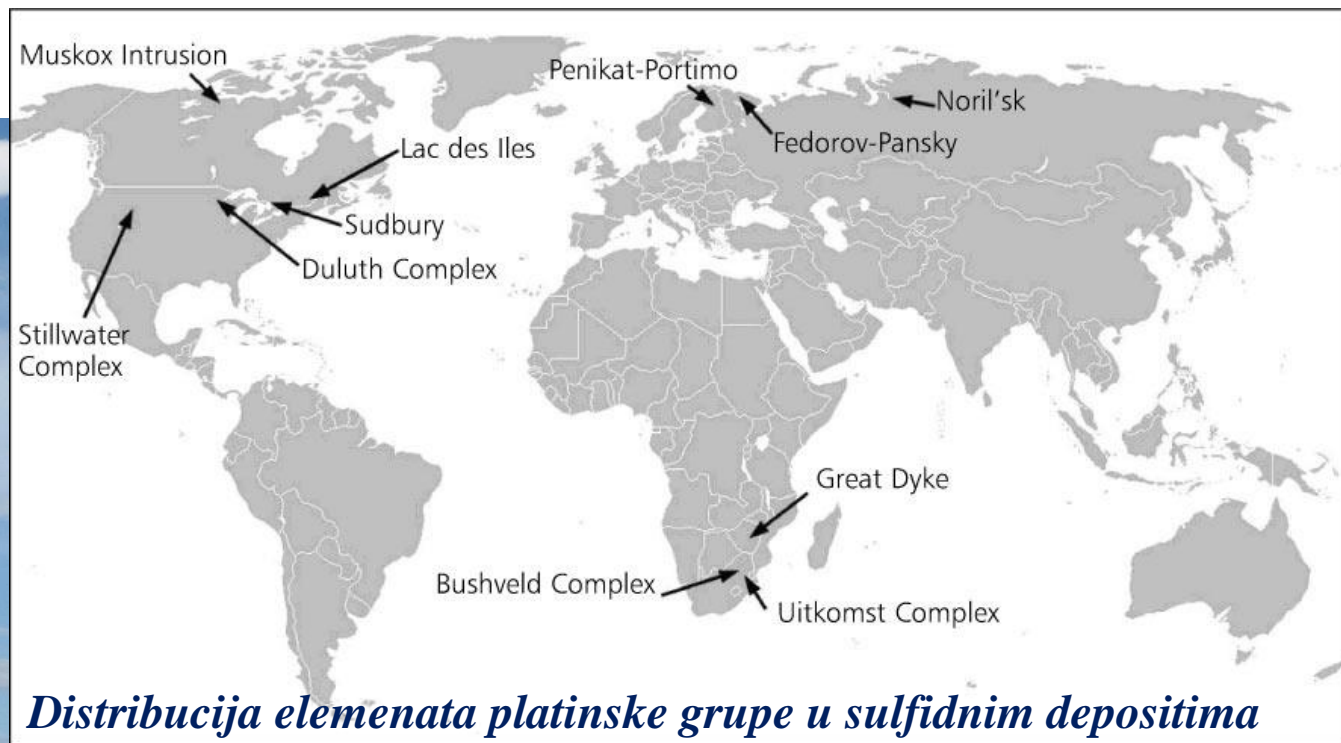 Muskox Intrusion
Penikat-Portimo
Noril'sk
Fedorov-Pansky
Lac des Iles
Sudbury
Duluth Complex
Stillwater
Complex
Great Dyke
Bushveld Complex
Uitkomst Complex
Distribucija elemenata platinske grupe u sulfidnim depositima